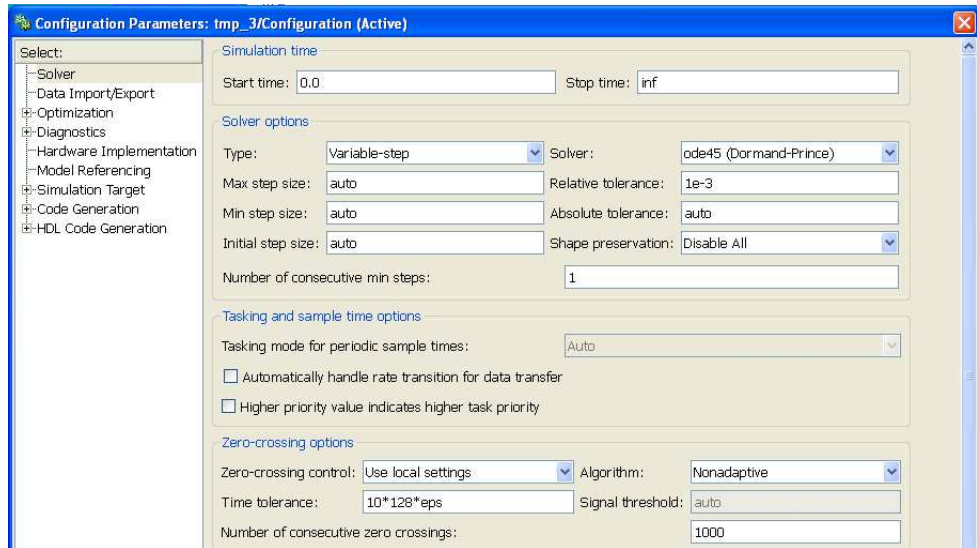 Configuration Parameters: tmp_3/Configuration (Active)
Select:
Solver
Data Import/Export
Optimization
Diagnostics
Hardware Implementation
Model Referencing
Simulation Target
Code Generation
HDL Code Generation
Simulation time
Start time: 0.0 Stop time: inf
Solver options
Type: Variable-step Solver: ode45 (Dormand-Prince)
Max step size: auto Relative tolerance: 1e-3
Min step size: auto Absolute tolerance: auto
Initial step size: auto Shape preservation: Disable All
Number of consecutive min steps: 1
Tasking and sample time options
Tasking mode for periodic sample times: Auto
Automatically handle rate transition for data transfer
Higher priority value indicates higher task priority
Zero-crossing options
Zero-crossing control: Use local settings Algorithm: Nonadaptive
Time tolerance: 10*128*eps Signal threshold: auto
Number of consecutive zero crossings: 1000